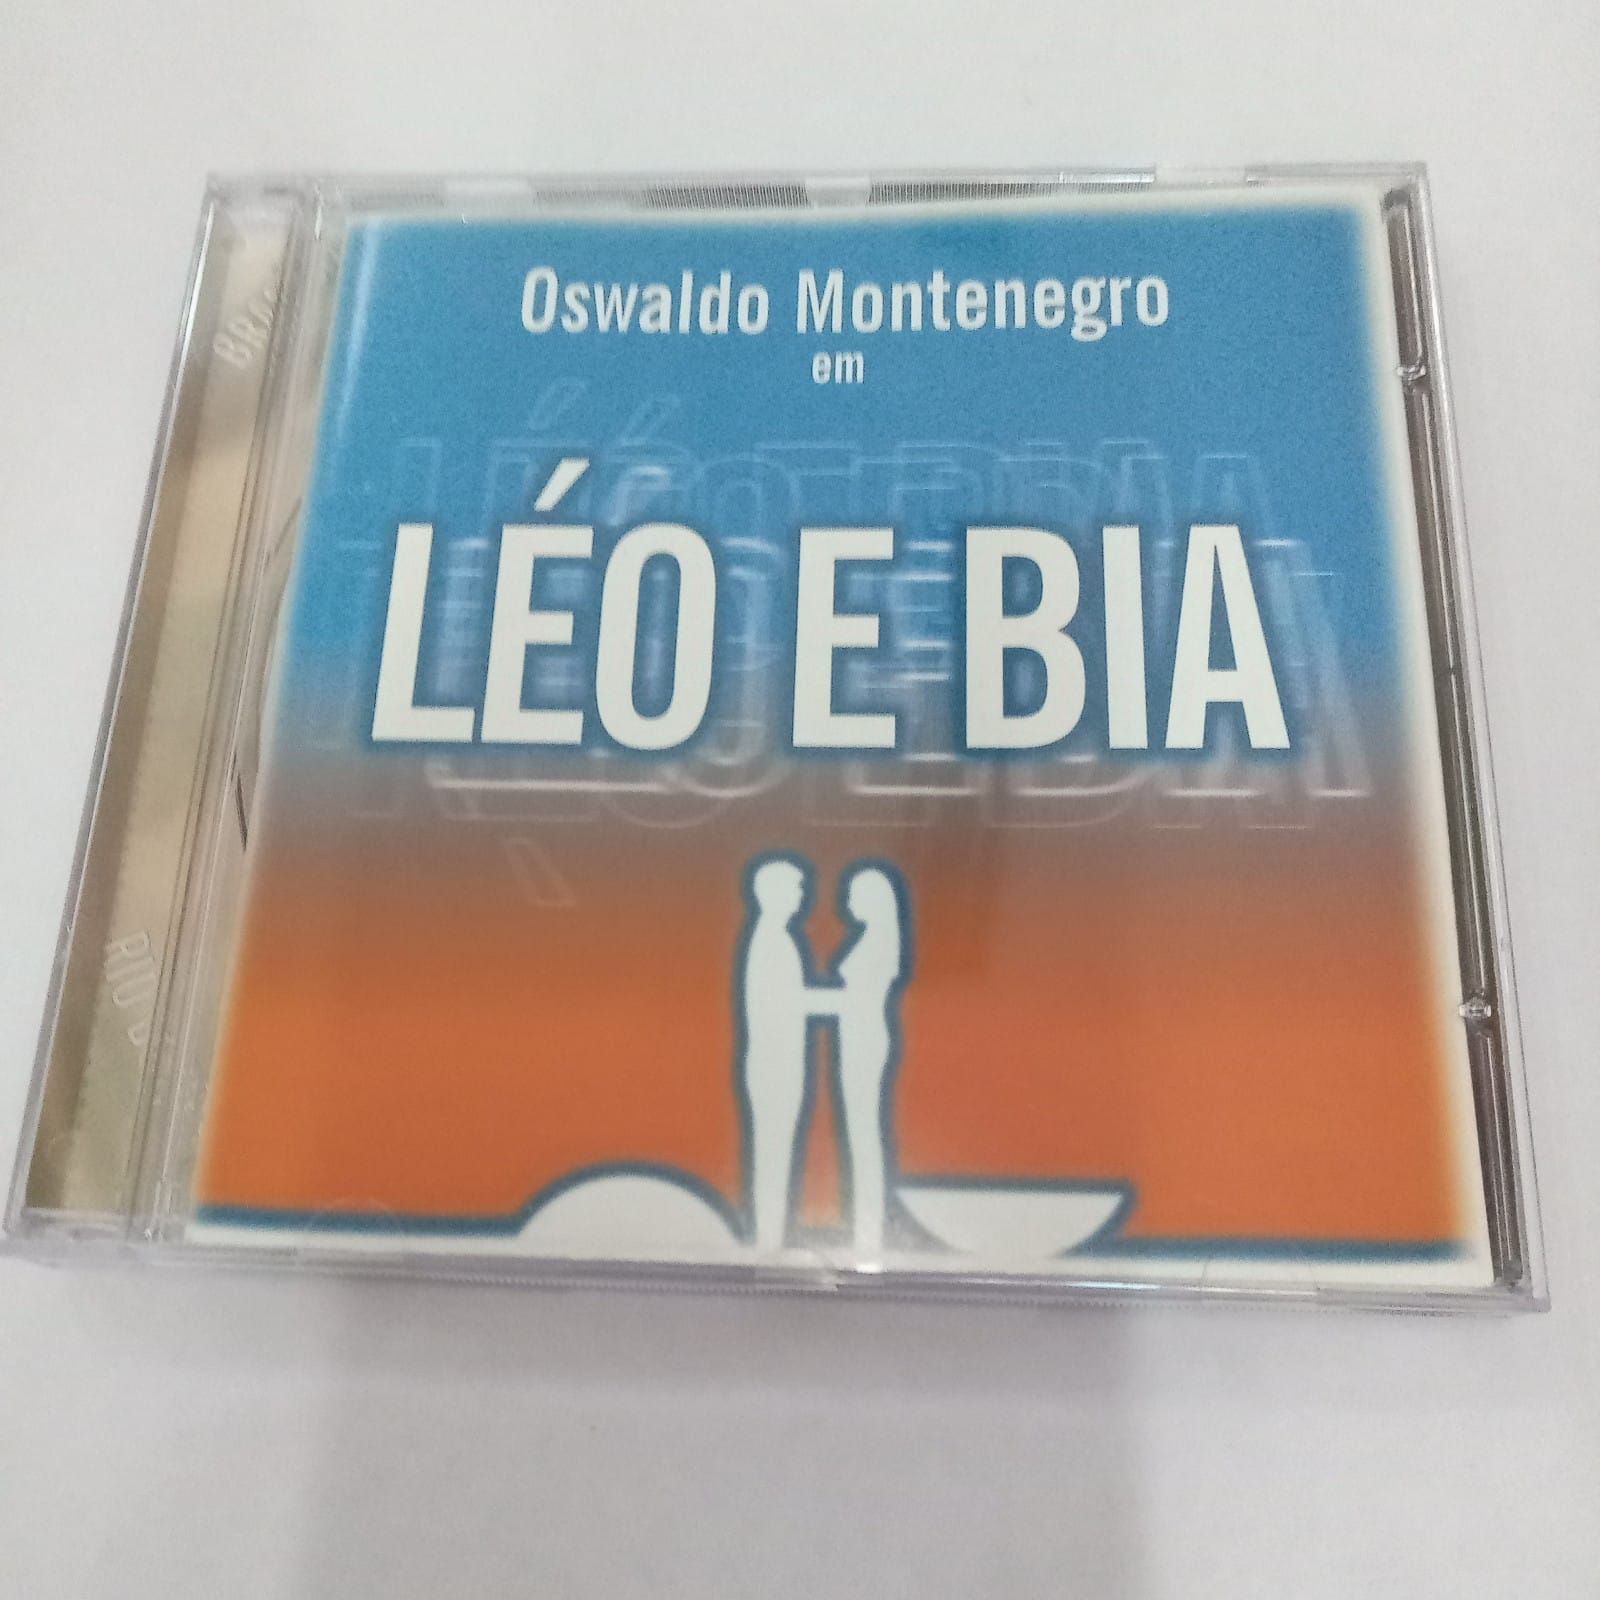 Oswaldo Montenegro
em
LÉO E BIA